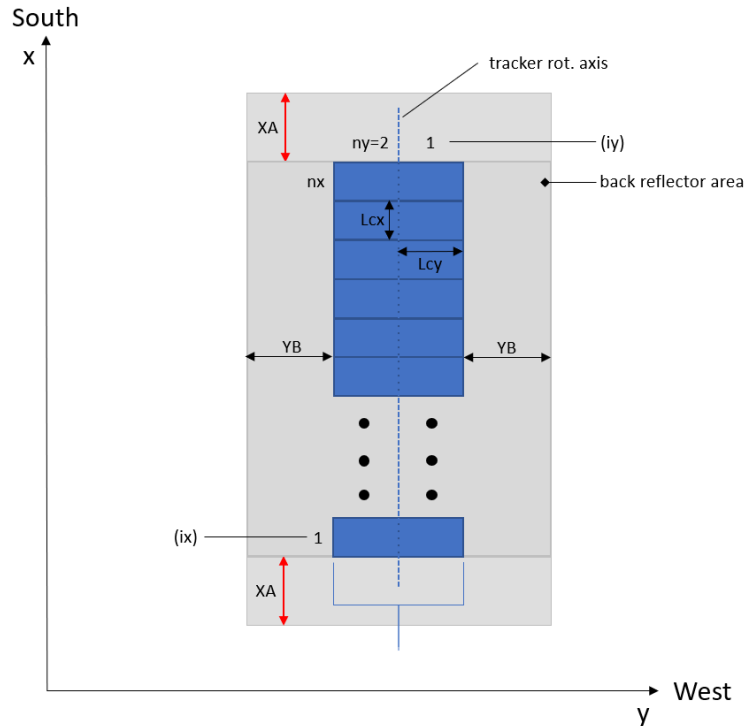 South
x
tracker rot. axis
XA
ny=2 1 (iy)
nx
back reflector area
Lcx
Lcy
YB
YB
(ix) 1
XA
West
y